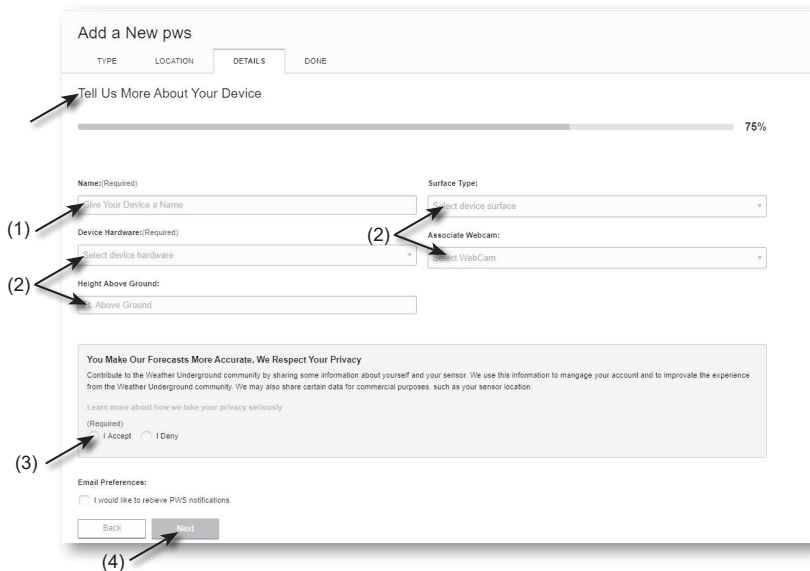 Add a New pws
TYPE LOCATION DETAILS DONE
Tell Us More About Your Device
75%
Name:(Required)
Give Your Device a Name
(1)
Surface Type:
Select device surface
Device Hardware:(Required)
Select device hardware
(2)
Associate Webcam:
Select WebCam
(2)
Height Above Ground:
Ft. Above Ground
You Make Our Forecasts More Accurate, We Respect Your Privacy
Contribute to the Weather Underground community by sharing some information about yourself and your sensor. We use this information to mangage your account and to improvate the experience
from the Weather Underground community. We may also share certain data for commercial purposes, such as your sensor location.
Learn more about how we take your privacy seriously
(Required)
I Accept I Deny
(3)
Email Preferences:
I would like to recieve PWS notifications.
Back Next
(4)